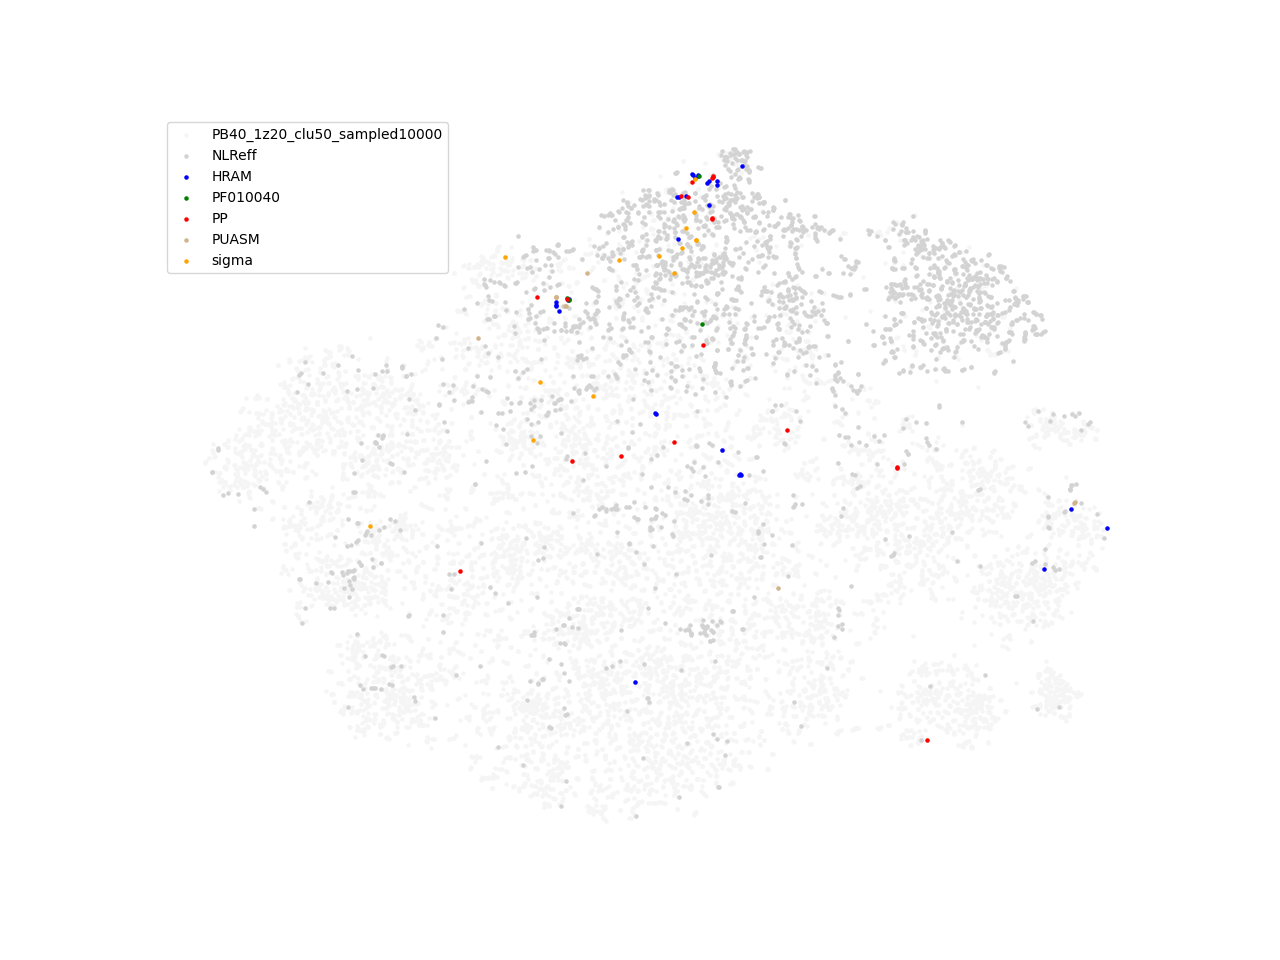 PB40_1z20_clu50_sampled10000
NLReff
HRAM
PF010040
PP
PUASM
sigma